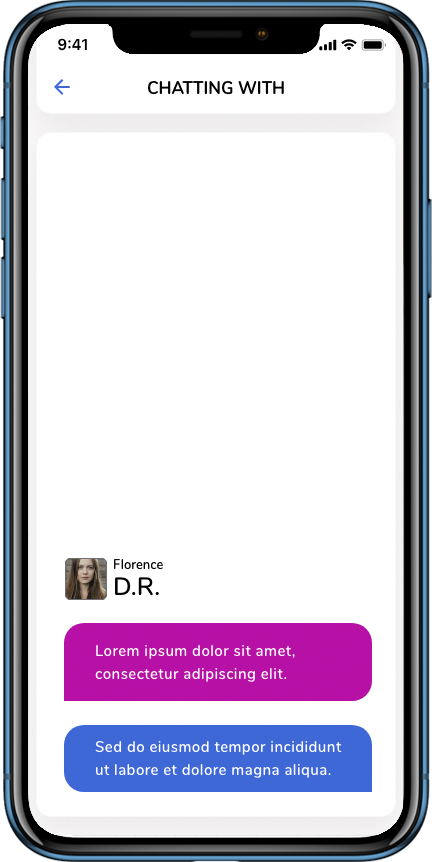 9:41
CHATTING WITH
Florence
D.R.
Lorem ipsum dolor sit amet,
consectetur adipiscing elit.
Sed do eiusmod tempor incididunt
ut labore et dolore magna aliqua.